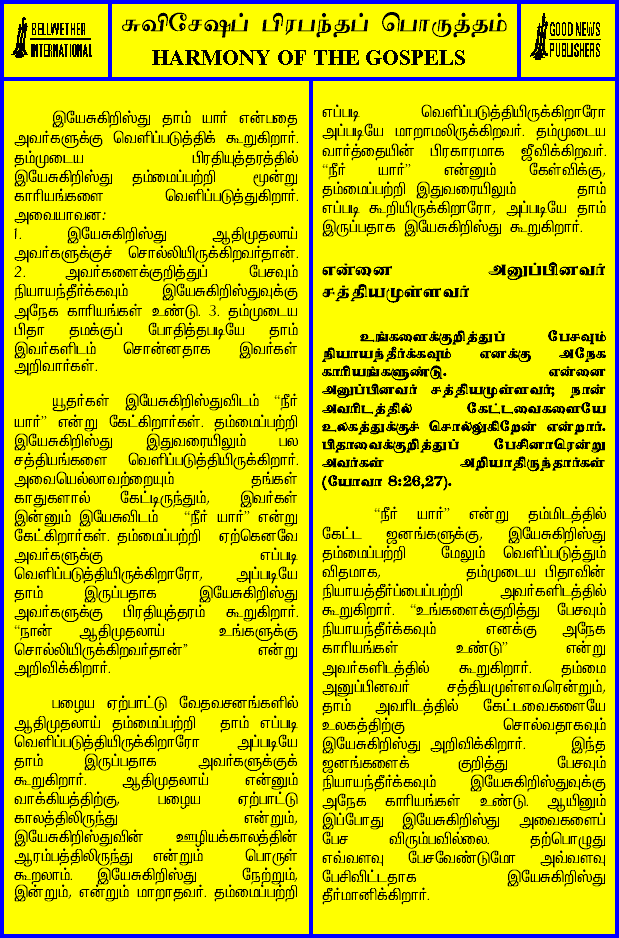 BELLWETHER
INTERNATIONAL
சுவிசேஷப் பிரபந்தப் பொருத்தம்
HARMONY OF THE GOSPELS
GOOD NEWS
PUBLISHERS
இயேசுகிறிஸ்து தாம் யார் என்பதை
அவர்களுக்கு வெளிப்படுத்திக் கூறுகிறார்.
தம்முடைய பிரதியுத்தரத்தில்
இயேசுகிறிஸ்து தம்மைப்பற்றி மூன்று
காரியங்களை வெளிப்படுத்துகிறார்.
அவையாவன:
1. இயேசுகிறிஸ்து ஆதிமுதலாய்
அவர்களுக்குச் சொல்லியிருக்கிறவர்தான்.
2. அவர்களைக்குறித்துப் பேசவும்
நியாயந்தீர்க்கவும் இயேசுகிறிஸ்துவுக்கு
அநேக காரியங்கள் உண்டு. 3. தம்முடைய
பிதா தமக்குப் போதித்தபடியே தாம்
இவர்களிடம் சொன்னதாக இவர்கள்
அறிவார்கள்.
யூதர்கள் இயேசுகிறிஸ்துவிடம் “நீர்
யார்” என்று கேட்கிறார்கள். தம்மைப்பற்றி
இயேசுகிறிஸ்து இதுவரையிலும் பல
சத்தியங்களை வெளிப்படுத்தியிருக்கிறார்.
அவையெல்லாவற்றையும் தங்கள்
காதுகளால் கேட்டிருந்தும், இவர்கள்
இன்னும் இயேசுவிடம் “நீர் யார்” என்று
கேட்கிறார்கள். தம்மைப்பற்றி ஏற்கெனவே
அவர்களுக்கு எப்படி
வெளிப்படுத்தியிருக்கிறாரோ, அப்படியே
தாம் இருப்பதாக இயேசுகிறிஸ்து
அவர்களுக்கு பிரதியுத்தரம் கூறுகிறார்.
“நான் ஆதிமுதலாய் உங்களுக்கு
சொல்லியிருக்கிறவர்தான்” என்று
அறிவிக்கிறார்.
பழைய ஏற்பாட்டு வேதவசனங்களில்
ஆதிமுதலாய் தம்மைப்பற்றி தாம் எப்படி
வெளிப்படுத்தியிருக்கிறாரோ அப்படியே
தாம் இருப்பதாக அவர்களுக்குக்
கூறுகிறார். ஆதிமுதலாய் என்னும்
வாக்கியத்திற்கு, பழைய ஏற்பாட்டு
காலத்திலிருந்து என்றும்,
இயேசுகிறிஸ்துவின் ஊழியக்காலத்தின்
ஆரம்பத்திலிருந்து என்றும் பொருள்
கூறலாம். இயேசுகிறிஸ்து நேற்றும்,
இன்றும், என்றும் மாறாதவர். தம்மைப்பற்றி
எப்படி வெளிப்படுத்தியிருக்கிறாரோ
அப்படியே மாறாமலிருக்கிறவர். தம்முடைய
வார்த்தையின் பிரகாரமாக ஜீவிக்கிறவர்.
“நீர் யார்” என்னும் கேள்விக்கு,
தம்மைப்பற்றி இதுவரையிலும் தாம்
எப்படி கூறியிருக்கிறாரோ, அப்படியே தாம்
இருப்பதாக இயேசுகிறிஸ்து கூறுகிறார்.
என்னை அனுப்பினவர்
சத்தியமுள்ளவர்
உங்களைக்குறித்துப் பேசவும்
நியாயந்தீர்க்கவும் எனக்கு அநேக
காரியங்களுண்டு. என்னை
அனுப்பினவர் சத்தியமுள்ளவர்; நான்
அவரிடத்தில் கேட்டவைகளையே
உலகத்துக்குச் சொல்லுகிறேன் என்றார்.
பிதாவைக்குறித்துப் பேசினாரென்று
அவர்கள் அறியாதிருந்தார்கள்
(யோவா 8:26,27).
“நீர் யார்” என்று தம்மிடத்தில்
கேட்ட ஜனங்களுக்கு, இயேசுகிறிஸ்து
தம்மைப்பற்றி மேலும் வெளிப்படுத்தும்
விதமாக, தம்முடைய பிதாவின்
நியாயத்தீர்ப்பைப்பற்றி அவர்களிடத்தில்
கூறுகிறார். “உங்களைக்குறித்து பேசவும்
நியாயந்தீர்க்கவும் எனக்கு அநேக
காரியங்கள் உண்டு” என்று
அவர்களிடத்தில் கூறுகிறார். தம்மை
அனுப்பினவர் சத்தியமுள்ளவரென்றும்,
தாம் அவரிடத்தில் கேட்டவைகளையே
உலகத்திற்கு சொல்வதாகவும்
இயேசுகிறிஸ்து அறிவிக்கிறார். இந்த
ஜனங்களைக் குறித்து பேசவும்
நியாயந்தீர்க்கவும் இயேசுகிறிஸ்துவுக்கு
அநேக காரியங்கள் உண்டு. ஆயினும்
இப்போது இயேசுகிறிஸ்து அவைகளைப்
பேச விரும்பவில்லை. தற்பொழுது
எவ்வளவு பேசவேண்டுமோ அவ்வளவு
பேசிவிட்டதாக இயேசுகிறிஸ்து
தீர்மானிக்கிறார்.